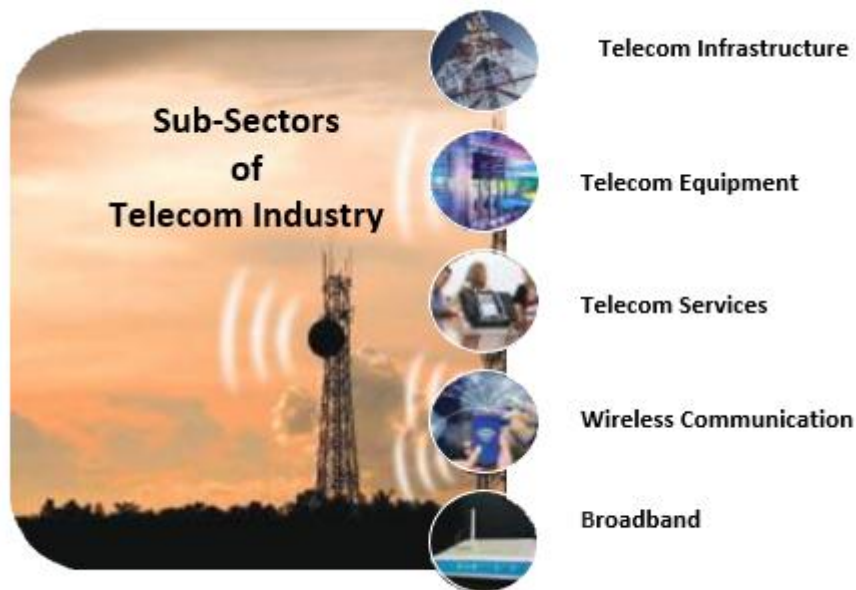 Sub-Sectors
of
Telecom Industry
Telecom Infrastructure
Telecom Equipment
Telecom Services
Wireless Communication
Broadband